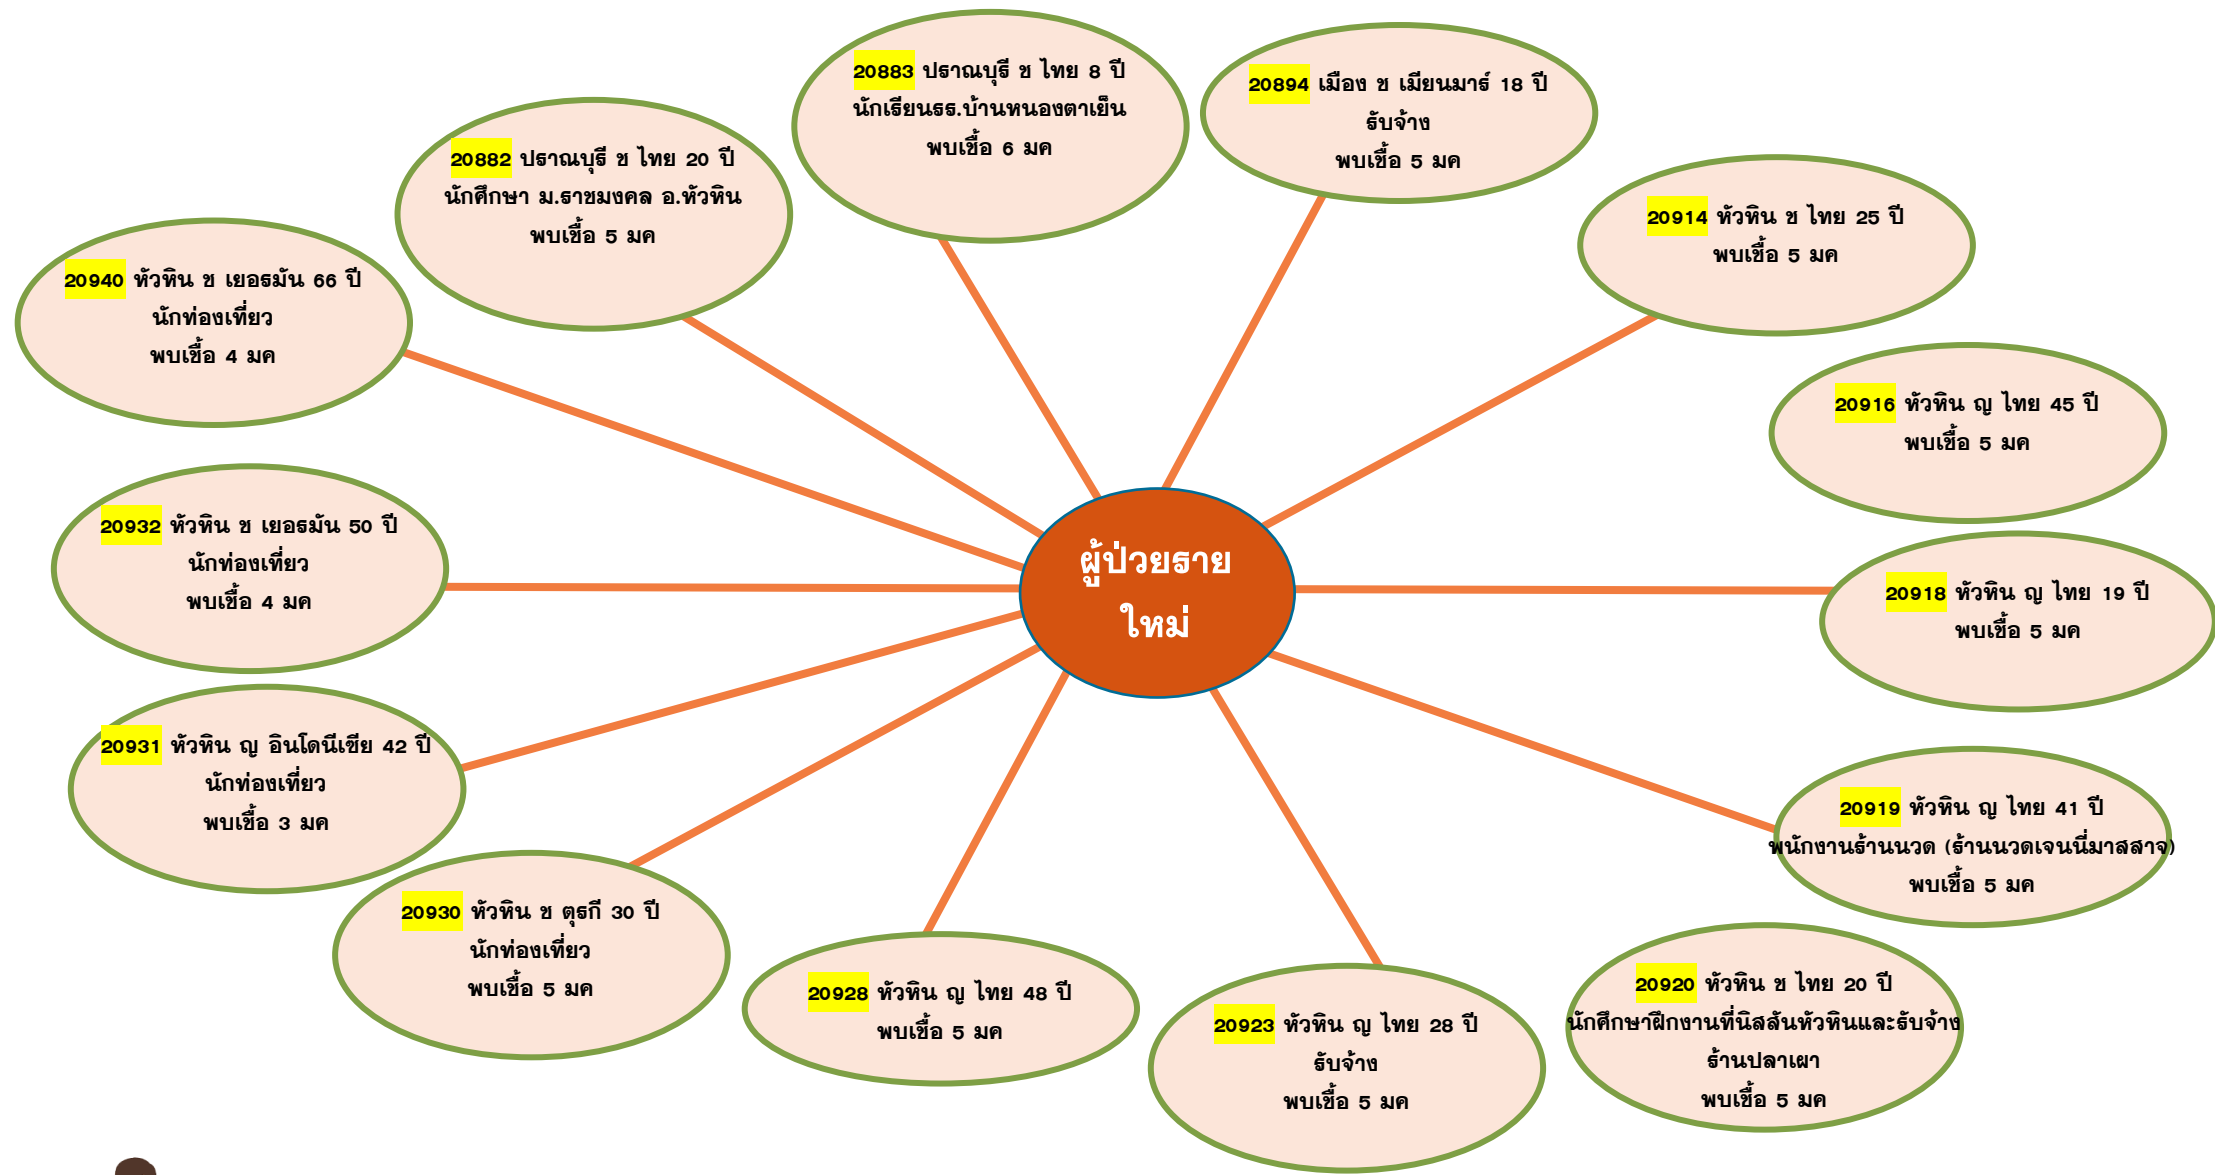 20883 ปราณบุรี ช ไทย 8 ปี
นักเรียนรร.บ้านหนองตาเย็น
พบเชื้อ 6 มค
20894 เมือง ช เมียนมาร์ 18 ปี
รับจ้าง
พบเชื้อ 5 มค
20882 ปราณบุรี ช ไทย 20 ปี
นักศึกษา ม.ราชมงคล อ.หัวหิน
พบเชื้อ 5 มค
20914 หัวหิน ช ไทย 25 ปี
พบเชื้อ 5 มค
20940 หัวหิน ช เยอรมัน 66 ปี
นักท่องเที่ยว
พบเชื้อ 4 มค
20916 หัวหิน ญ ไทย 45 ปี
พบเชื้อ 5 มค
20932 หัวหิน ช เยอรมัน 50 ปี
นักท่องเที่ยว
พบเชื้อ 4 มค
ผู้ป่วยราย
ใหม่
20918 หัวหิน ญ ไทย 19 ปี
พบเชื้อ 5 มค
20931 หัวหิน ญ อินโดนีเซีย 42 ปี
นักท่องเที่ยว
พบเชื้อ 3 มค
20919 หัวหิน ญ ไทย 41 ปี
พนักงานร้านนวด (ร้านนวดเจนนี่มาสสาจ)
พบเชื้อ 5 มค
20930 หัวหิน ช ตุรกี 30 ปี
นักท่องเที่ยว
พบเชื้อ 5 มค
20928 หัวหิน ญ ไทย 48 ปี
พบเชื้อ 5 มค
20923 หัวหิน ญ ไทย 28 ปี
รับจ้าง
พบเชื้อ 5 มค
20920 หัวหิน ช ไทย 20 ปี
นักศึกษาฝึกงานที่นิสสันหัวหินและรับจ้าง
ร้านปลาเผา
พบเชื้อ 5 มค